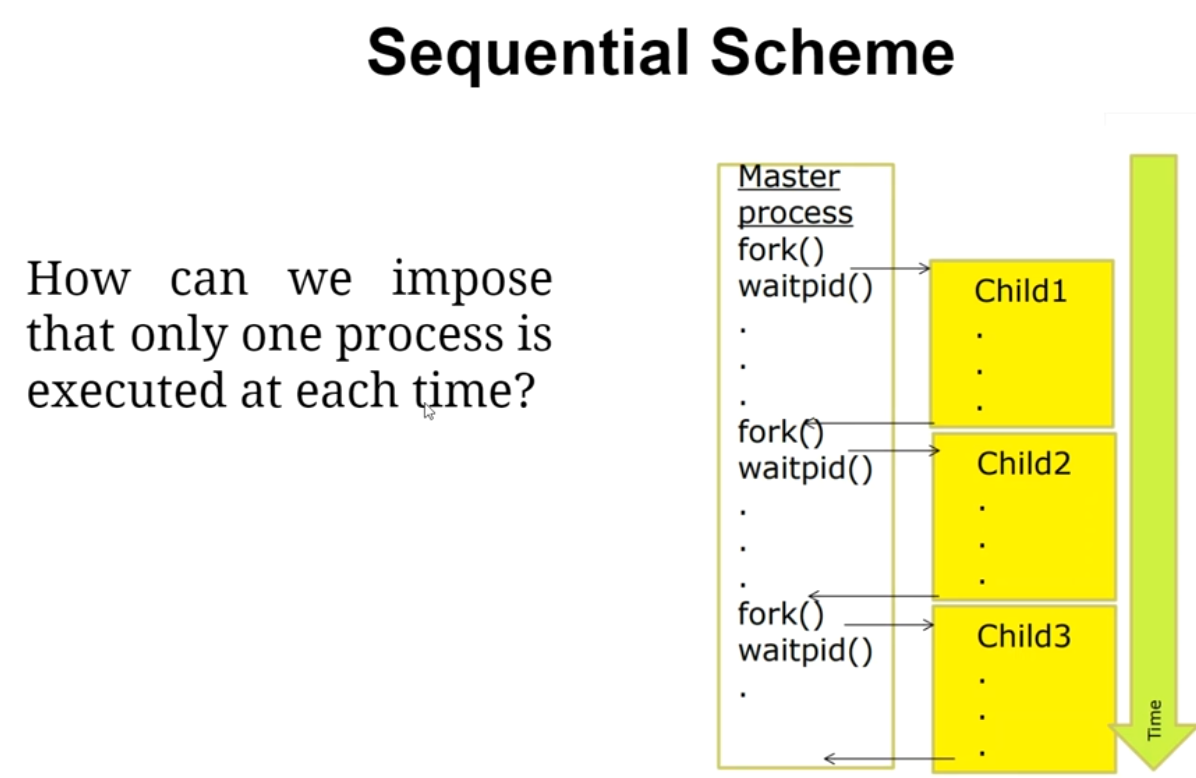 Sequential Scheme
How can we impose
that only one process is
executed at each time?
Master
process
fork()
waitpid()
.
.
.
fork()
waitpid()
.
.
.
fork()
waitpid()
.
Child1
.
.
.
Child2
.
.
.
Child3
.
.
.
Time